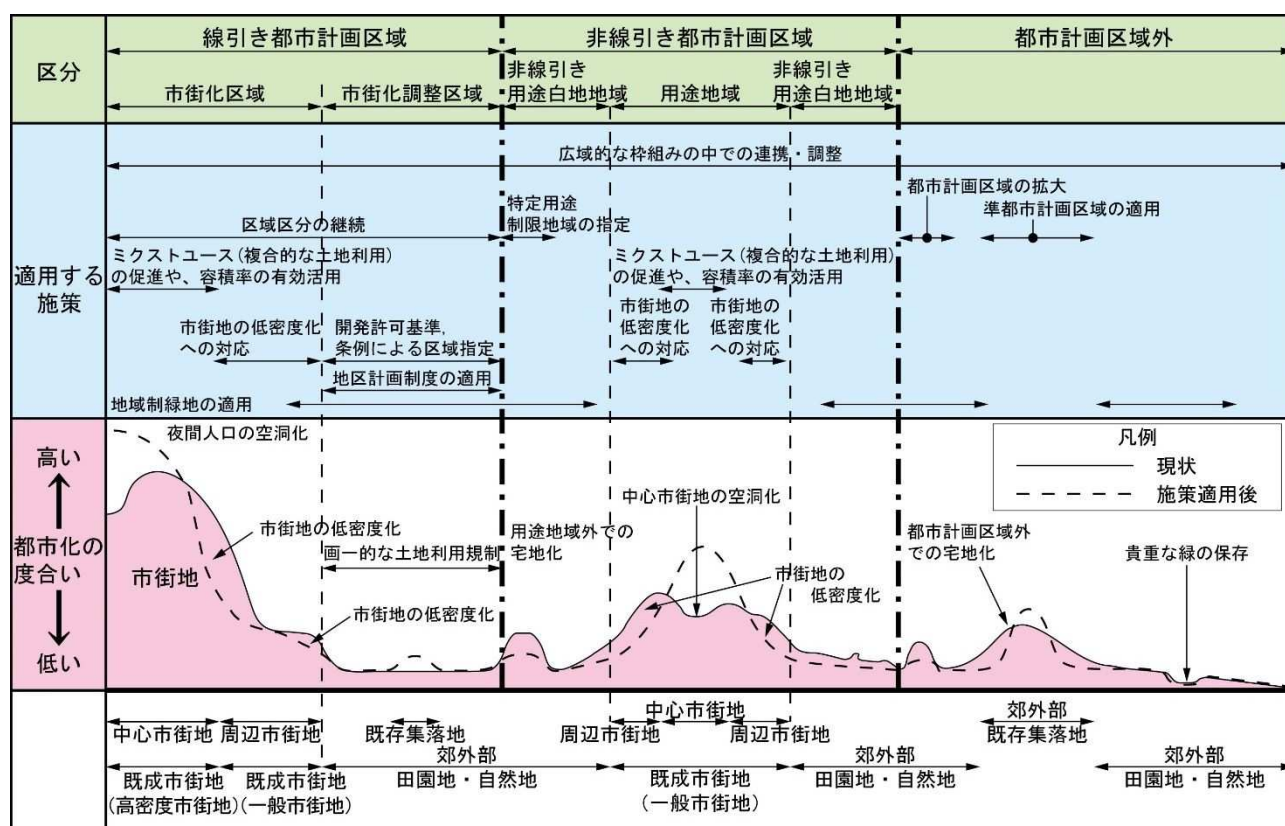 区分
線引き都市計画区域
非線引き都市計画区域
都市計画区域外
市街化区域
市街化調整区域
非線引き
用途白地地域
用途地域
非線引き
用途白地地域
適用する
施策
広域的な枠組みの中での連携・調整
区域区分の継続
特定用途
制限地域の指定
都市計画区域の拡大
準都市計画区域の適用
ミクストユース(複合的な土地利用)
の促進や、容積率の有効活用
ミクストユース(複合的な土地利用)
の促進や、容積率の有効活用
市街地の低密度化
への対応
開発許可基準,
条例による区域指定
市街地の
低密度化
への対応
市街地の
低密度化
への対応
地区計画制度の適用
地域制緑地の適用
高い
都市化の
度合い
低い
夜間人口の空洞化
市街地の低密度化
市街地
画一的な土地利用規制
市街地の低密度化
用途地域外での
宅地化
中心市街地の空洞化
市街地の
低密度化
都市計画区域外
での宅地化
貴重な緑の保存
凡例
現状
施策適用後
中心市街地
周辺市街地
既存集落地
周辺市街地
中心市街地
周辺市街地
郊外部
既存集落地
既成市街地
(高密度市街地)
既成市街地
(一般市街地)
郊外部
田園地・自然地
既成市街地
(一般市街地)
郊外部
田園地・自然地
郊外部
田園地・自然地